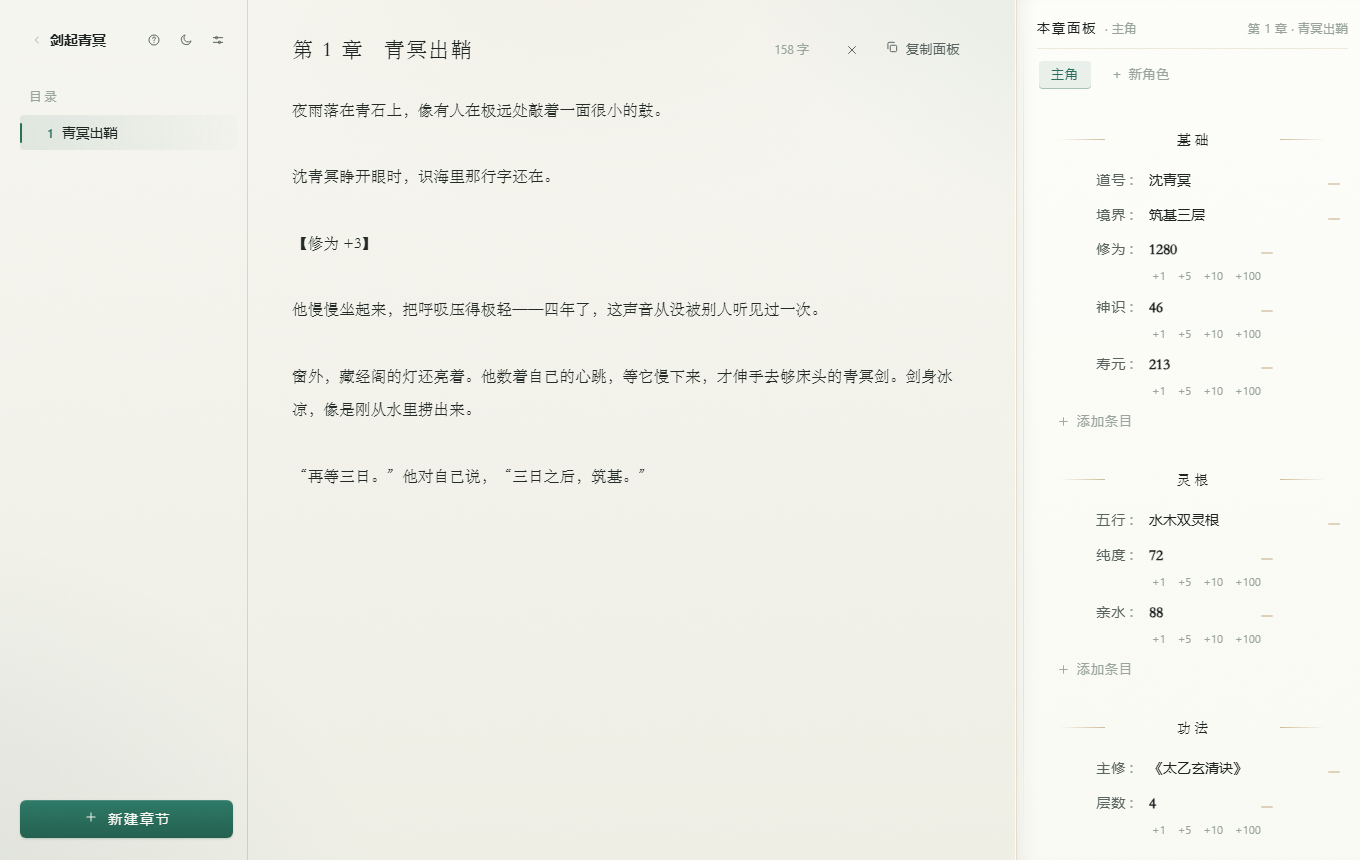 剑起青冥
目录
1 青冥出鞘
+ 新建章节
第 1 章 青冥出鞘
158 字
复制面板
夜雨落在青石上，像有人在极远处敲着一面很小的鼓。
沈青冥睁开眼时，识海里那行字还在。
【修为 +3】
他慢慢坐起来，把呼吸压得极轻——四年了，这声音从没被别人听见过一次。
窗外，藏经阁的灯还亮着。他数着自己的心跳，等它慢下来，才伸手去够床头的青冥剑。剑身冰
凉，像是刚从水里捞出来。
“再等三日。”他对自己说，“三日之后，筑基。”
本章面板 · 主角
第 1 章 · 青冥出鞘
主角
+ 新角色
基础
道号： 沈青冥
境界： 筑基三层
修为： 1280
+1 +5 +10 +100
神识： 46
+1 +5 +10 +100
寿元： 213
+1 +5 +10 +100
+ 添加条目
灵根
五行： 水木双灵根
纯度： 72
+1 +5 +10 +100
亲水： 88
+1 +5 +10 +100
+ 添加条目
功法
主修： 《太乙玄清诀》
层数： 4
+1 +5 +10 +100